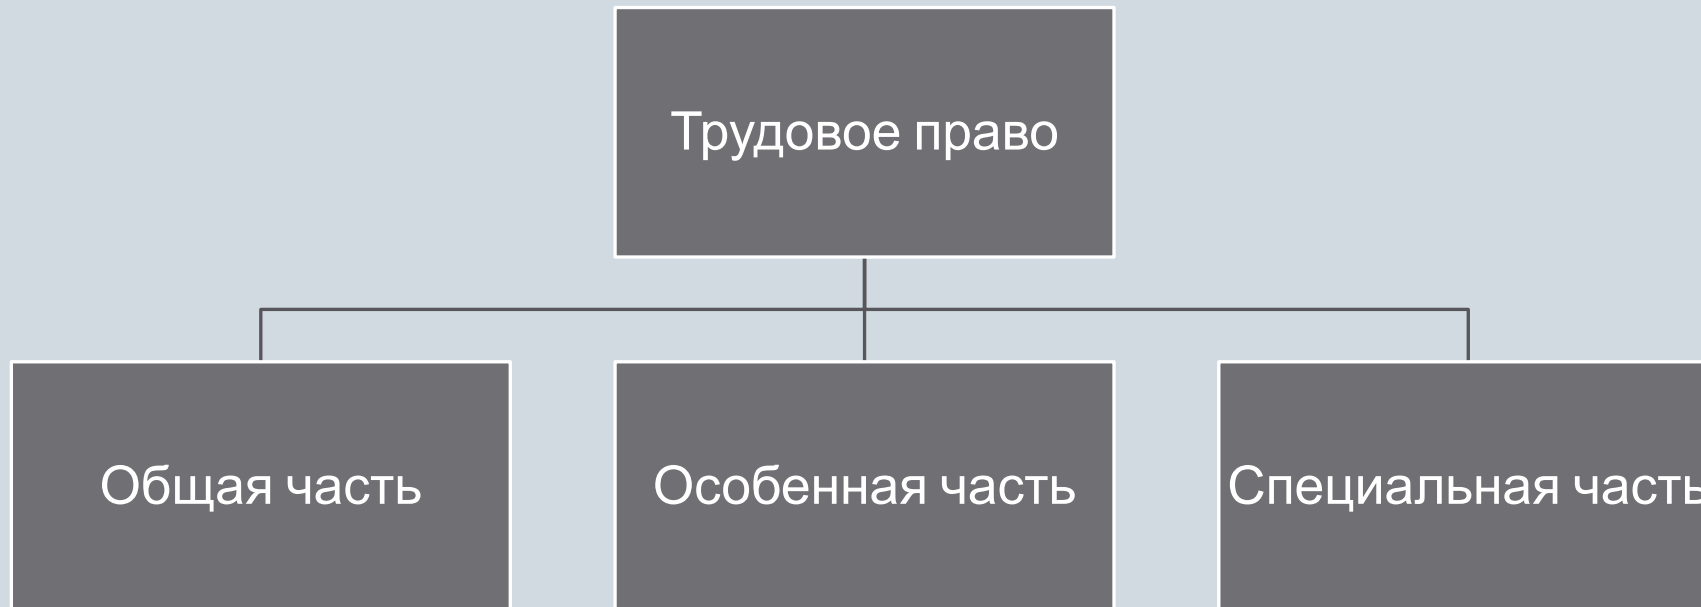 Трудовое право
Общая часть
Особенная часть
Специальная часть